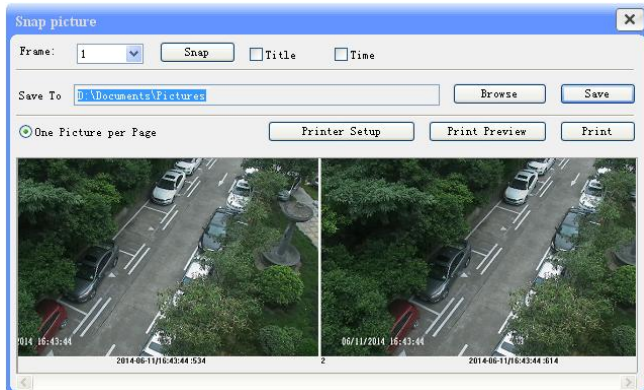 Snap picture
Frame: 1 Snap Title Time
Save To D:\Documents\Pictures Browse Save
One Picture per Page Printer Setup Print Preview Print
2014 16:43:44 06/11/2014 16:43:44
2014-06-11/16:43:44 :534 2 2014-06-11/16:43:44 :614